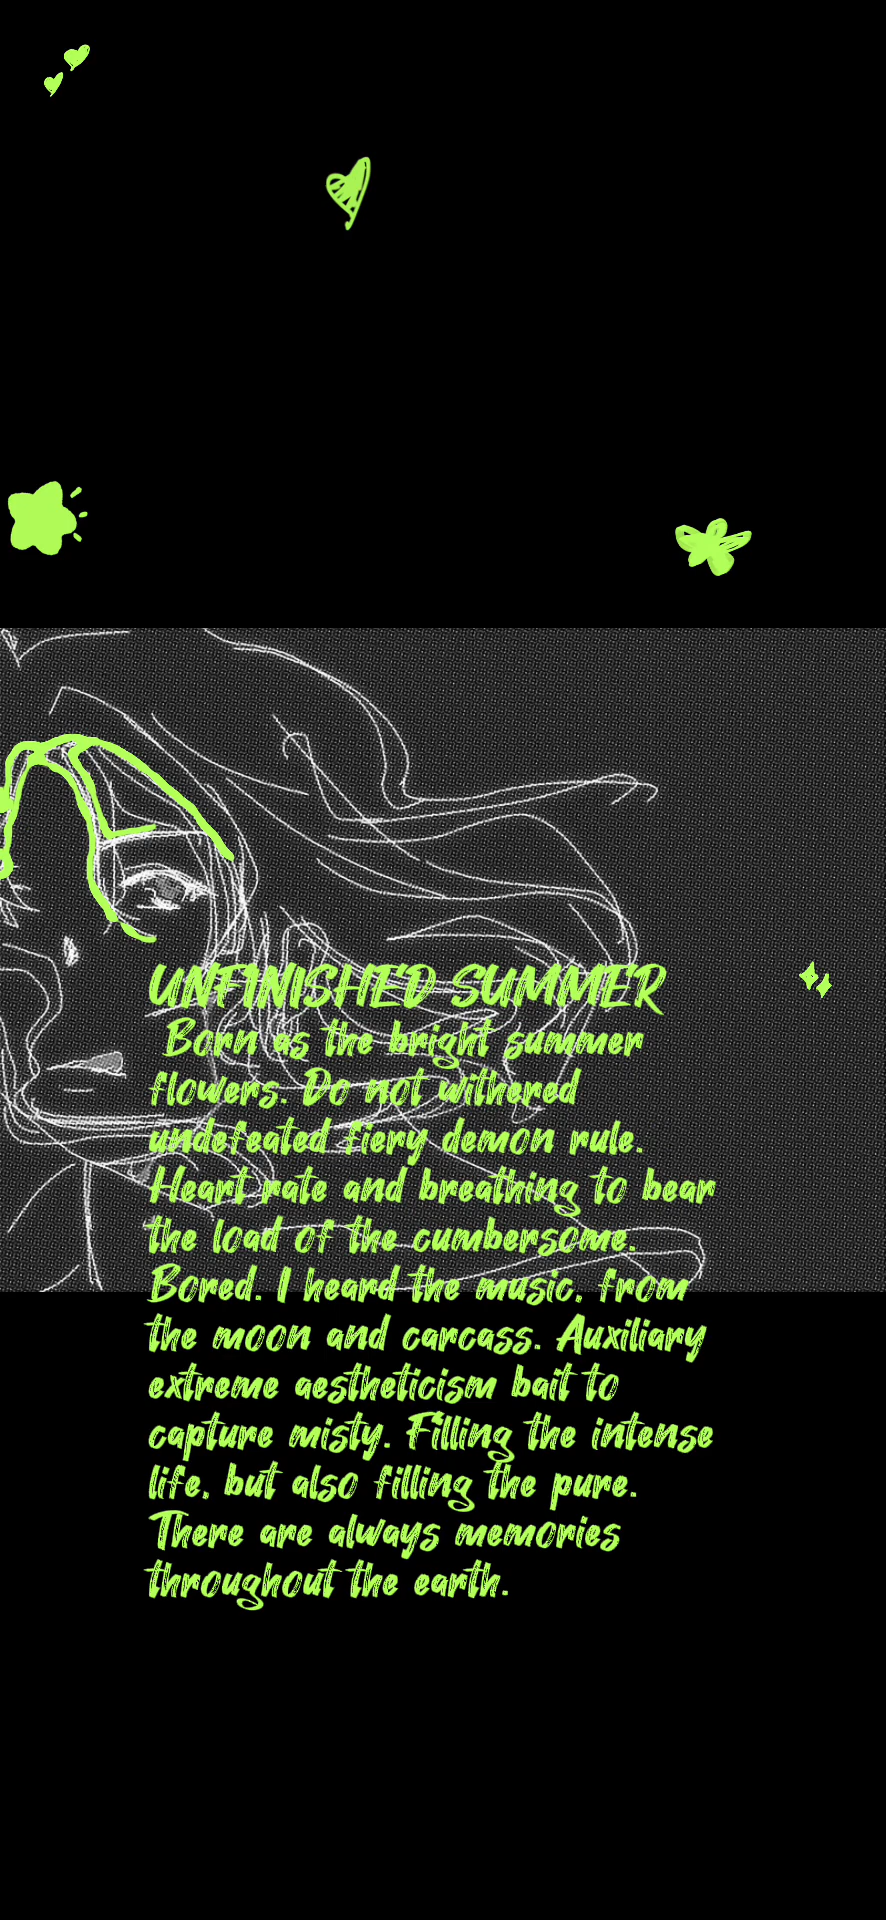 UNFINISHED SUMMER
Born as the bright summer
flowers. Do not withered
undefeated fiery demon rule.
Heart rate and breathing to bear
the load of the cumbersome.
Bored. I heard the music, from
the moon and carcass. Auxiliary
extreme aestheticism bait to
capture misty. Filling the intense
life, but also filling the pure.
There are always memories
throughout the earth.